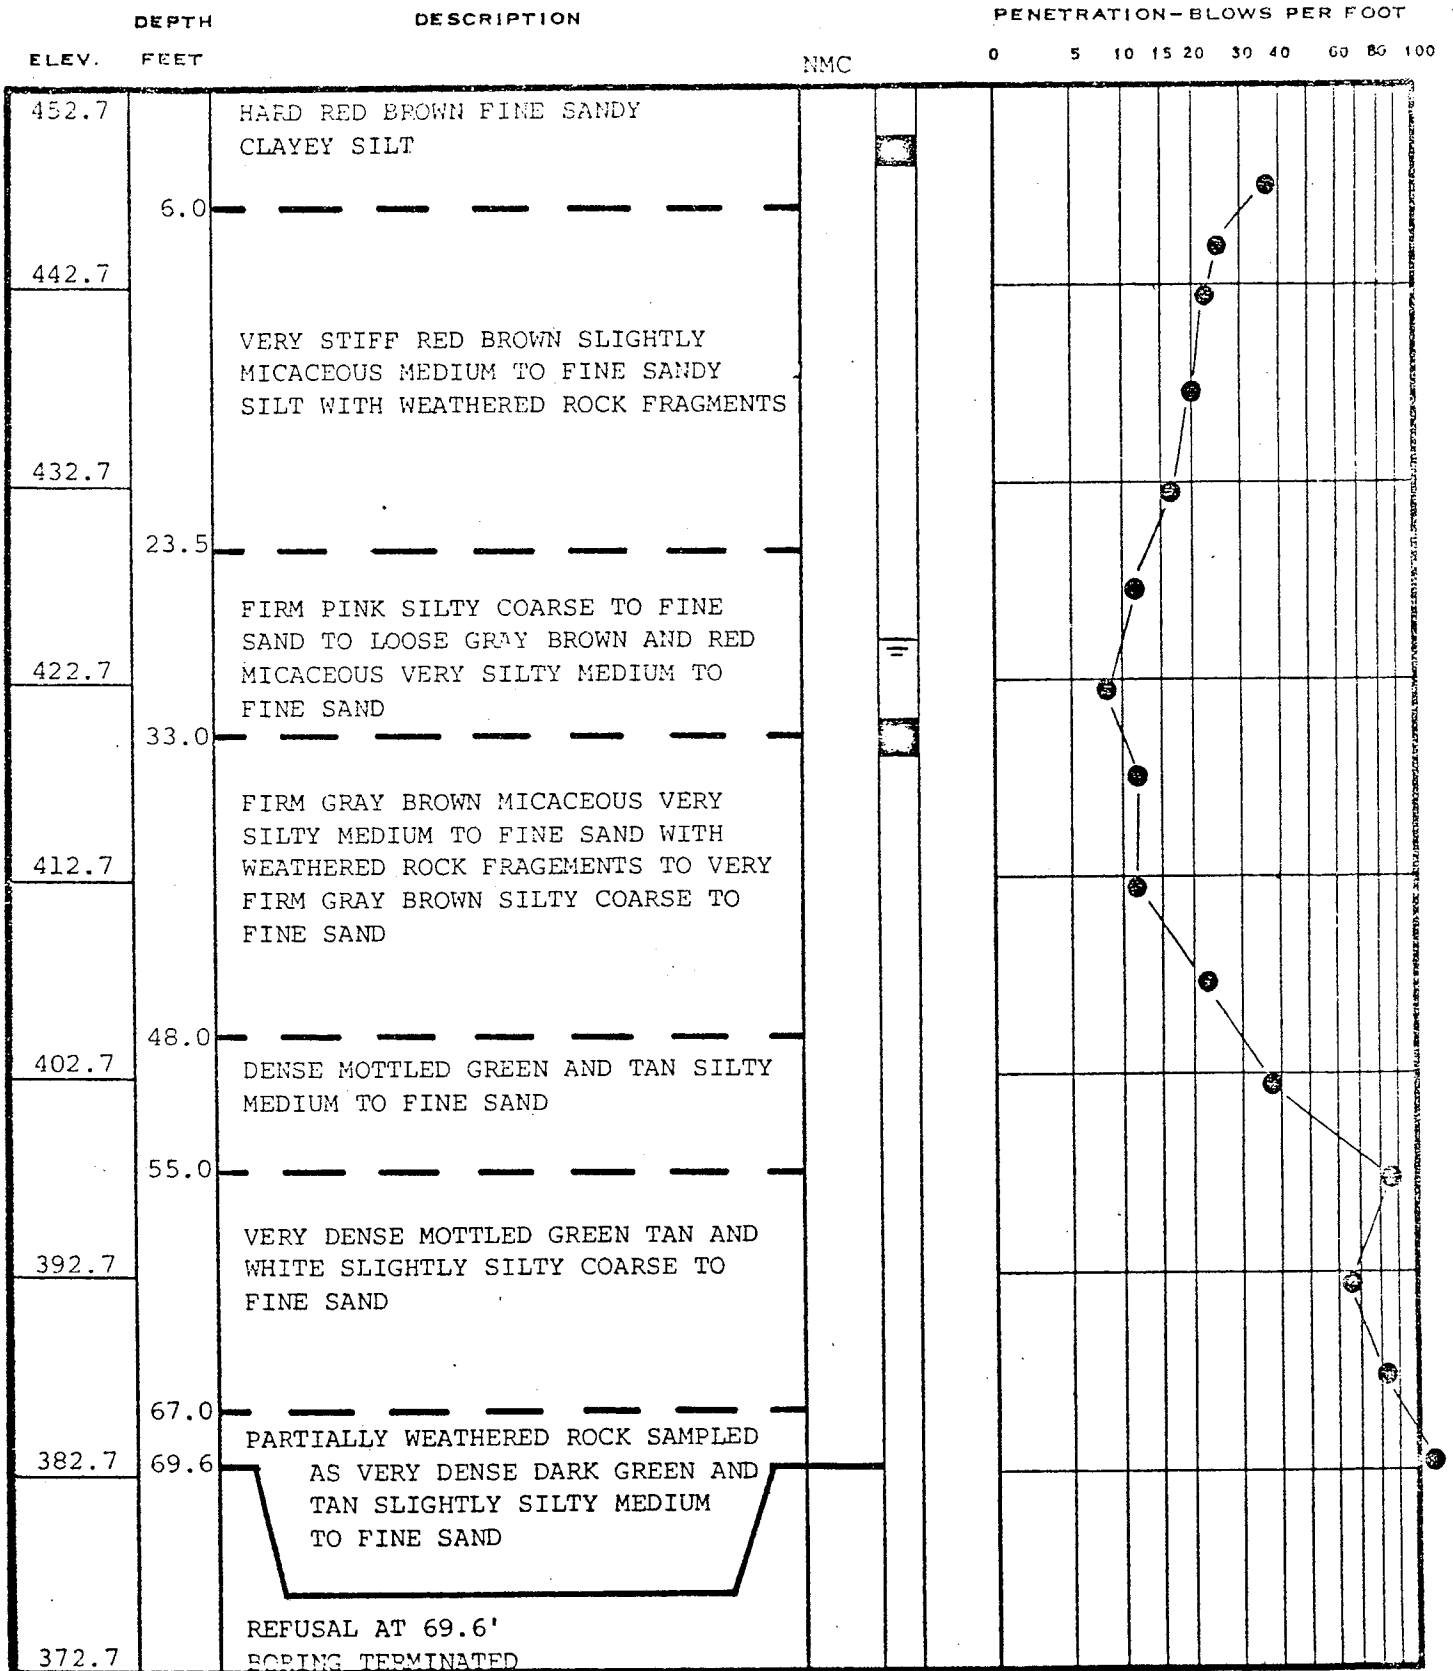 DEPTH DESCRIPTION PENETRATION-BLOWS PER FOOT
ELEV. FEET NMC 0 5 10 15 20 30 40 60 80 100
452.7 HARD RED BROWN FINE SANDY
CLAYEY SILT
6.0
442.7
VERY STIFF RED BROWN SLIGHTLY
MICACEOUS MEDIUM TO FINE SANDY
SILT WITH WEATHERED ROCK FRAGMENTS
432.7
23.5
FIRM PINK SILTY COARSE TO FINE
SAND TO LOOSE GRAY BROWN AND RED
422.7 MICACEOUS VERY SILTY MEDIUM TO
FINE SAND
33.0
FIRM GRAY BROWN MICACEOUS VERY
SILTY MEDIUM TO FINE SAND WITH
412.7 WEATHERED ROCK FRAGEMENTS TO VERY
FIRM GRAY BROWN SILTY COARSE TO
FINE SAND
48.0
402.7 DENSE MOTTLED GREEN AND TAN SILTY
MEDIUM TO FINE SAND
55.0
VERY DENSE MOTTLED GREEN TAN AND
392.7 WHITE SLIGHTLY SILTY COARSE TO
FINE SAND
67.0
PARTIALLY WEATHERED ROCK SAMPLED
382.7 69.6 AS VERY DENSE DARK GREEN AND
TAN SLIGHTLY SILTY MEDIUM
TO FINE SAND
REFUSAL AT 69.6'
372.7 BORING TERMINATED